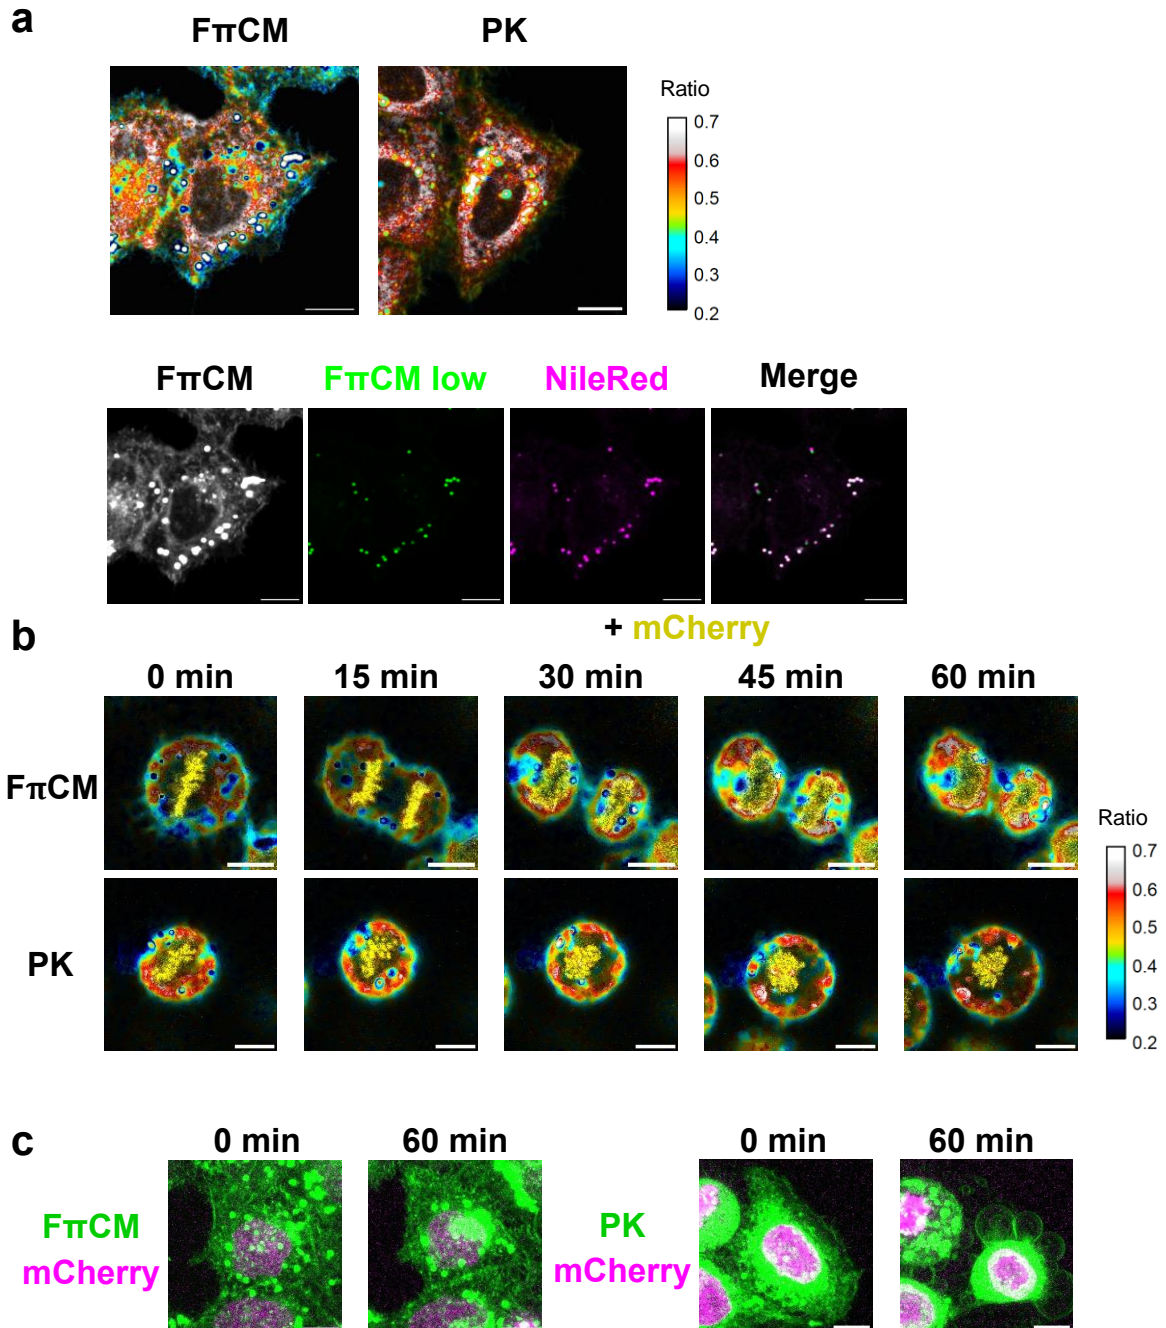 a
FπCM PK
Ratio
0.7
0.6
0.5
0.4
0.3
0.2
FπCM FπCM low NileRed Merge
+ mCherry
b
0 min 15 min 30 min 45 min 60 min
FπCM
Ratio
0.7
0.6
0.5
0.4
0.3
0.2
PK
c
0 min 60 min 0 min 60 min
FπCM
mCherry
PK
mCherry